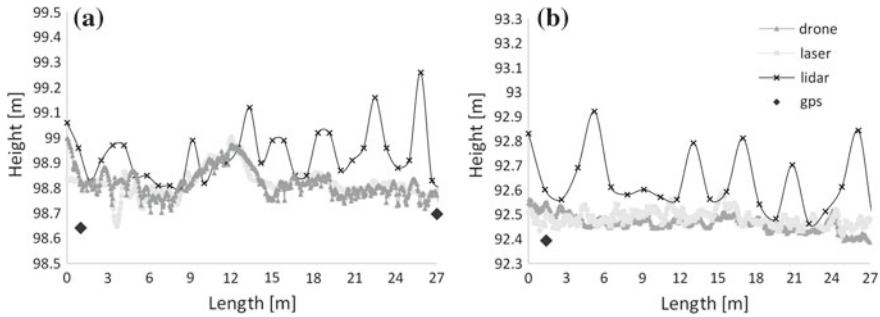 (a)
Height [m]
99.5
99.4
99.3
99.2
99.1
99
98.9
98.8
98.7
98.6
98.5
0 3 6 9 12 15 18 21 24 27
Length [m]
(b)
Height [m]
93.3
93.2
93.1
93
92.9
92.8
92.7
92.6
92.5
92.4
92.3
0 3 6 9 12 15 18 21 24 27
Length [m]
drone
laser
lidar
gps